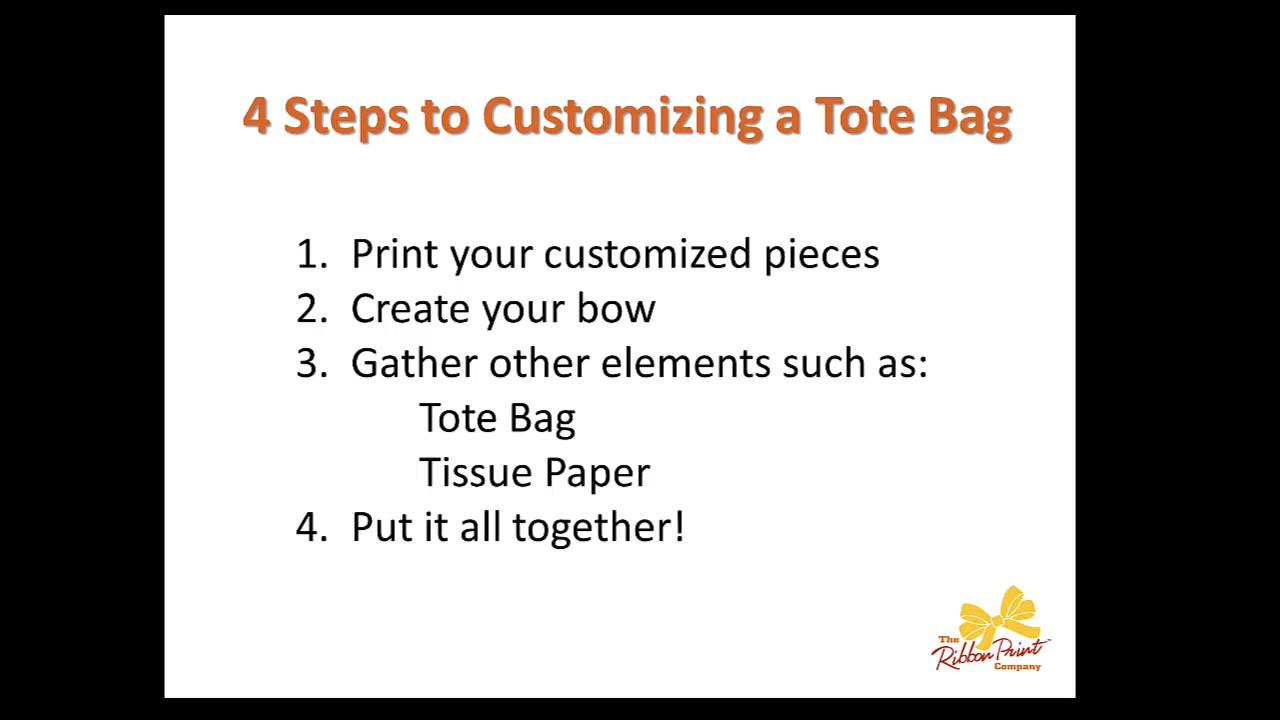 4 Steps to Customizing a Tote Bag
1. Print your customized pieces
2. Create your bow
3. Gather other elements such as:
Tote Bag
Tissue Paper
4. Put it all together!
The
Ribbon Print™
Company